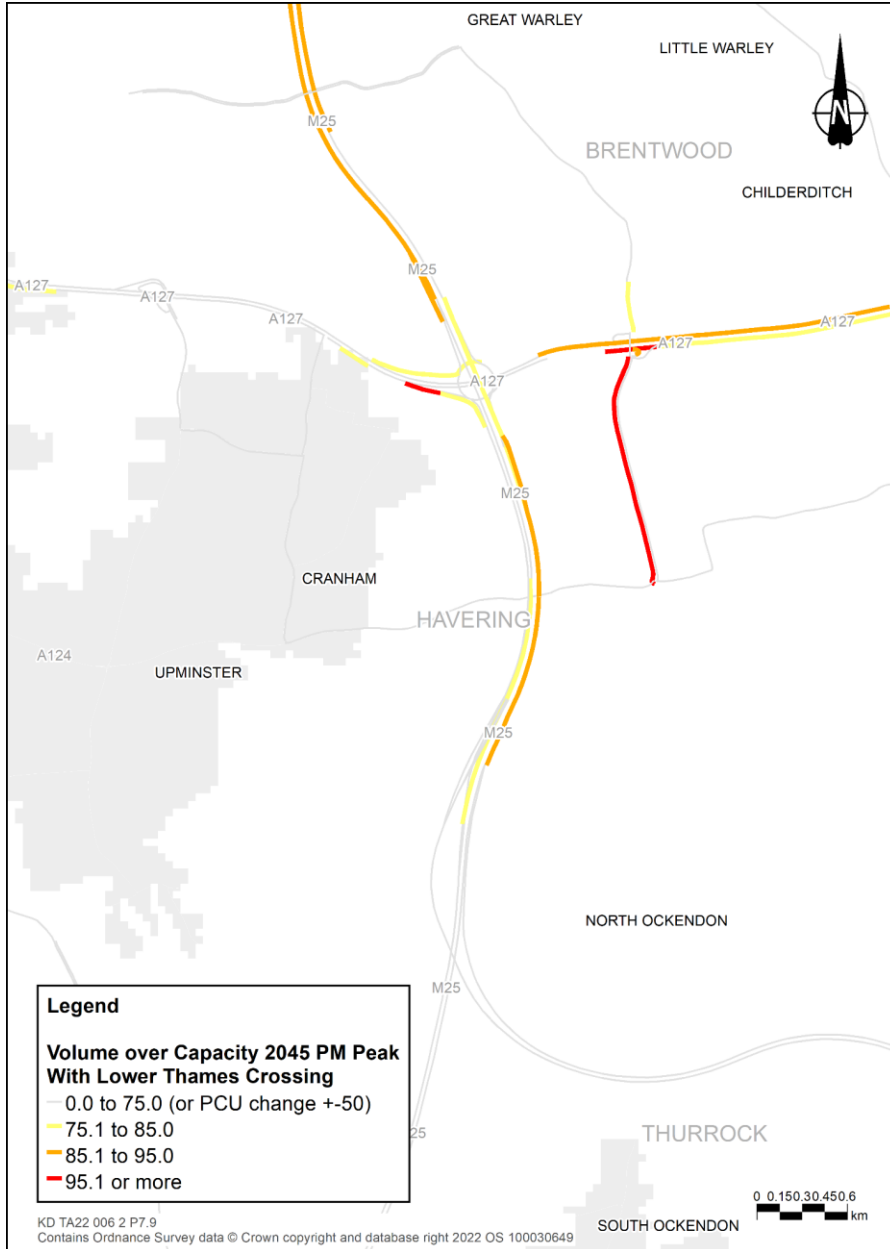 GREAT WARLEY
LITTLE WARLEY
M25
N
BRENTWOOD
CHILDERDITCH
M25
A127
A127
A127
A127
A127
A127
M25
CRANHAM
HAVERING
A124
UPMINSTER
M25
NORTH OCKENDON
M25
Legend
Volume over Capacity 2045 PM Peak
With Lower Thames Crossing
0.0 to 75.0 (or PCU change +-50)
75.1 to 85.0
85.1 to 95.0
95.1 or more
25
THURROCK
0 0.150.30.450.6
km
SOUTH OCKENDON
KD TA22 006 2 P7.9
Contains Ordnance Survey data © Crown copyright and database right 2022 OS 100030649